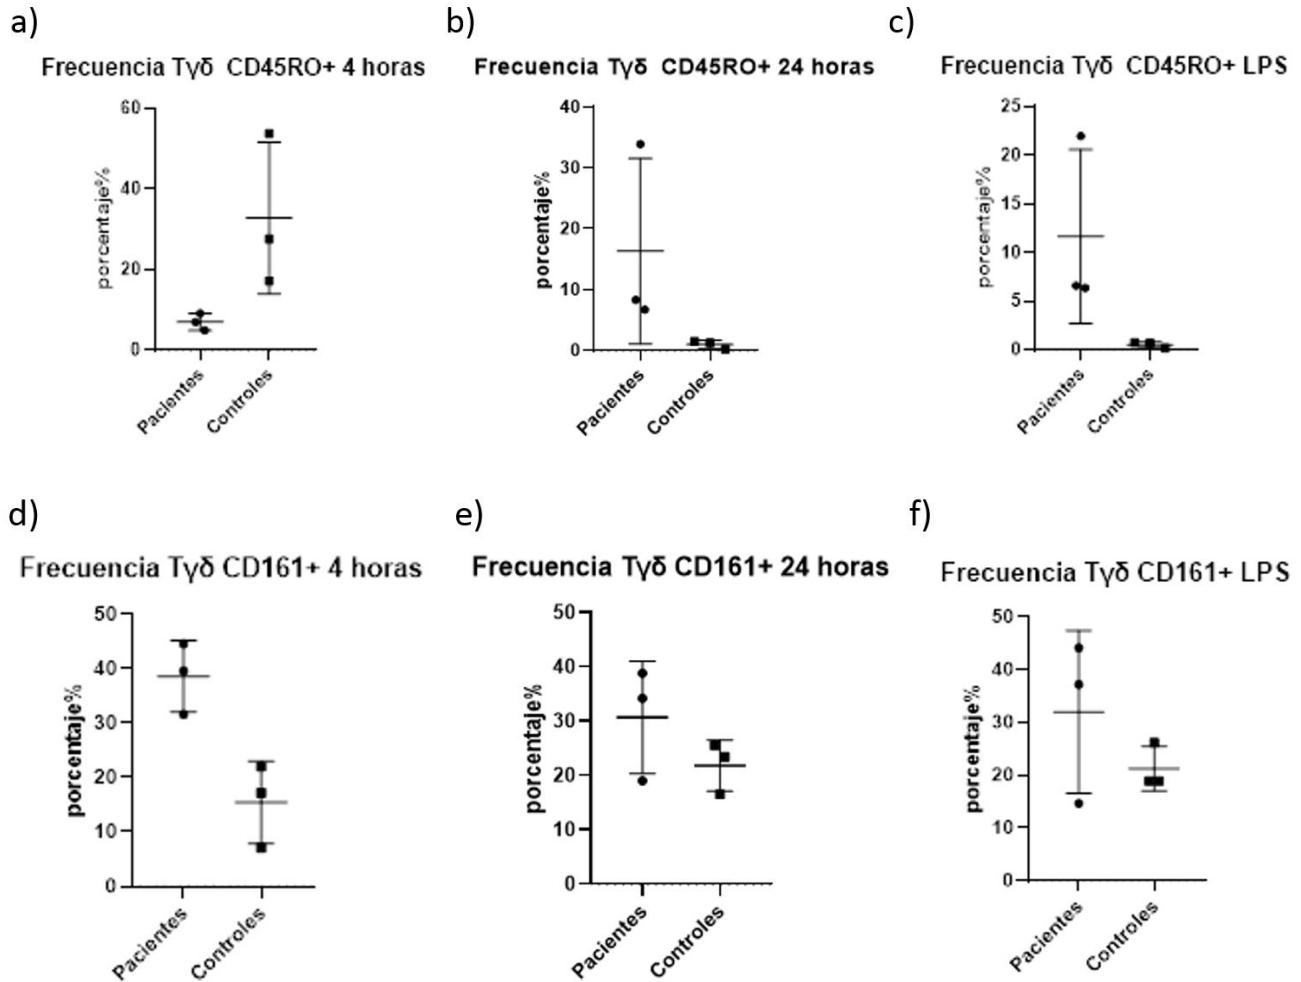 a)
Frecuencia Tγδ CD45RO+ 4 horas
porcentaje%
60
40
20
0
Pacientes
Controles
b)
Frecuencia Tγδ CD45RO+ 24 horas
porcentaje%
40
30
20
10
0
Pacientes
Controles
c)
Frecuencia Tγδ CD45RO+ LPS
porcentaje%
25
20
15
10
5
0
Pacientes
Controles
d)
Frecuencia Tγδ CD161+ 4 horas
porcentaje%
50
40
30
20
10
0
Pacientes
Controles
e)
Frecuencia Tγδ CD161+ 24 horas
porcentaje%
50
40
30
20
10
0
Pacientes
Controles
f)
Frecuencia Tγδ CD161+ LPS
porcentaje%
50
40
30
20
10
0
Pacientes
Controles